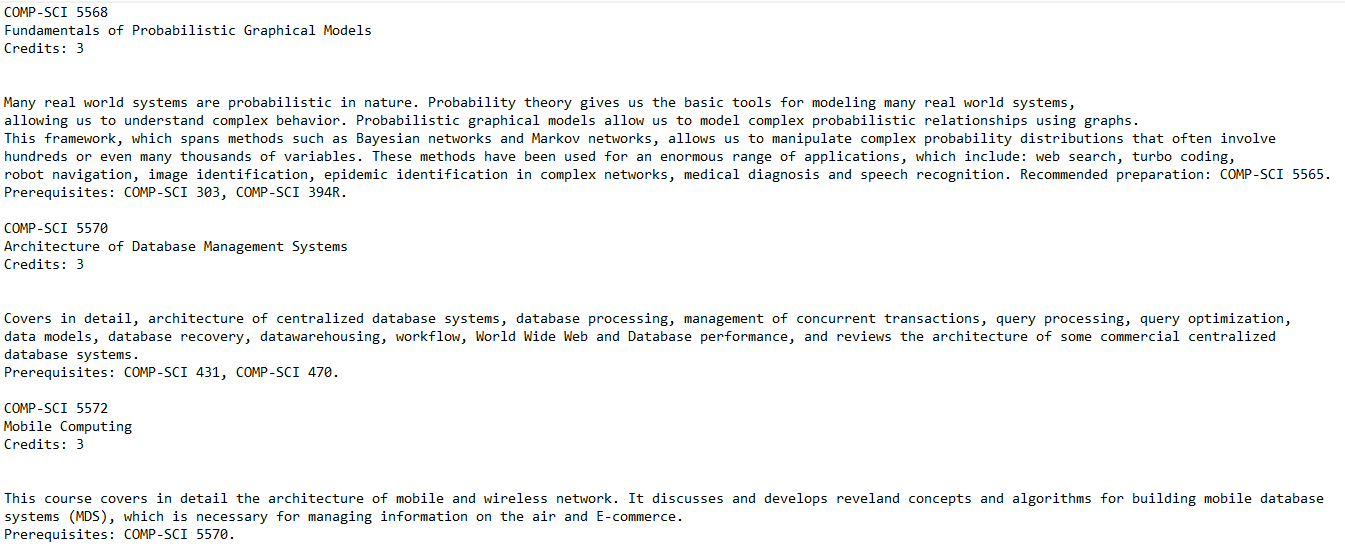 COMP-SCI 5568
Fundamentals of Probabilistic Graphical Models
Credits: 3
Many real world systems are probabilistic in nature. Probability theory gives us the basic tools for modeling many real world systems,
allowing us to understand complex behavior. Probabilistic graphical models allow us to model complex probabilistic relationships using graphs.
This framework, which spans methods such as Bayesian networks and Markov networks, allows us to manipulate complex probability distributions that often involve
hundreds or even many thousands of variables. These methods have been used for an enormous range of applications, which include: web search, turbo coding,
robot navigation, image identification, epidemic identification in complex networks, medical diagnosis and speech recognition. Recommended preparation: COMP-SCI 5565.
Prerequisites: COMP-SCI 303, COMP-SCI 394R.
COMP-SCI 5570
Architecture of Database Management Systems
Credits: 3
Covers in detail, architecture of centralized database systems, database processing, management of concurrent transactions, query processing, query optimization,
data models, database recovery, datawarehousing, workflow, World Wide Web and Database performance, and reviews the architecture of some commercial centralized
database systems.
Prerequisites: COMP-SCI 431, COMP-SCI 470.
COMP-SCI 5572
Mobile Computing
Credits: 3
This course covers in detail the architecture of mobile and wireless network. It discusses and develops reveland concepts and algorithms for building mobile database
systems (MDS), which is necessary for managing information on the air and E-commerce.
Prerequisites: COMP-SCI 5570.